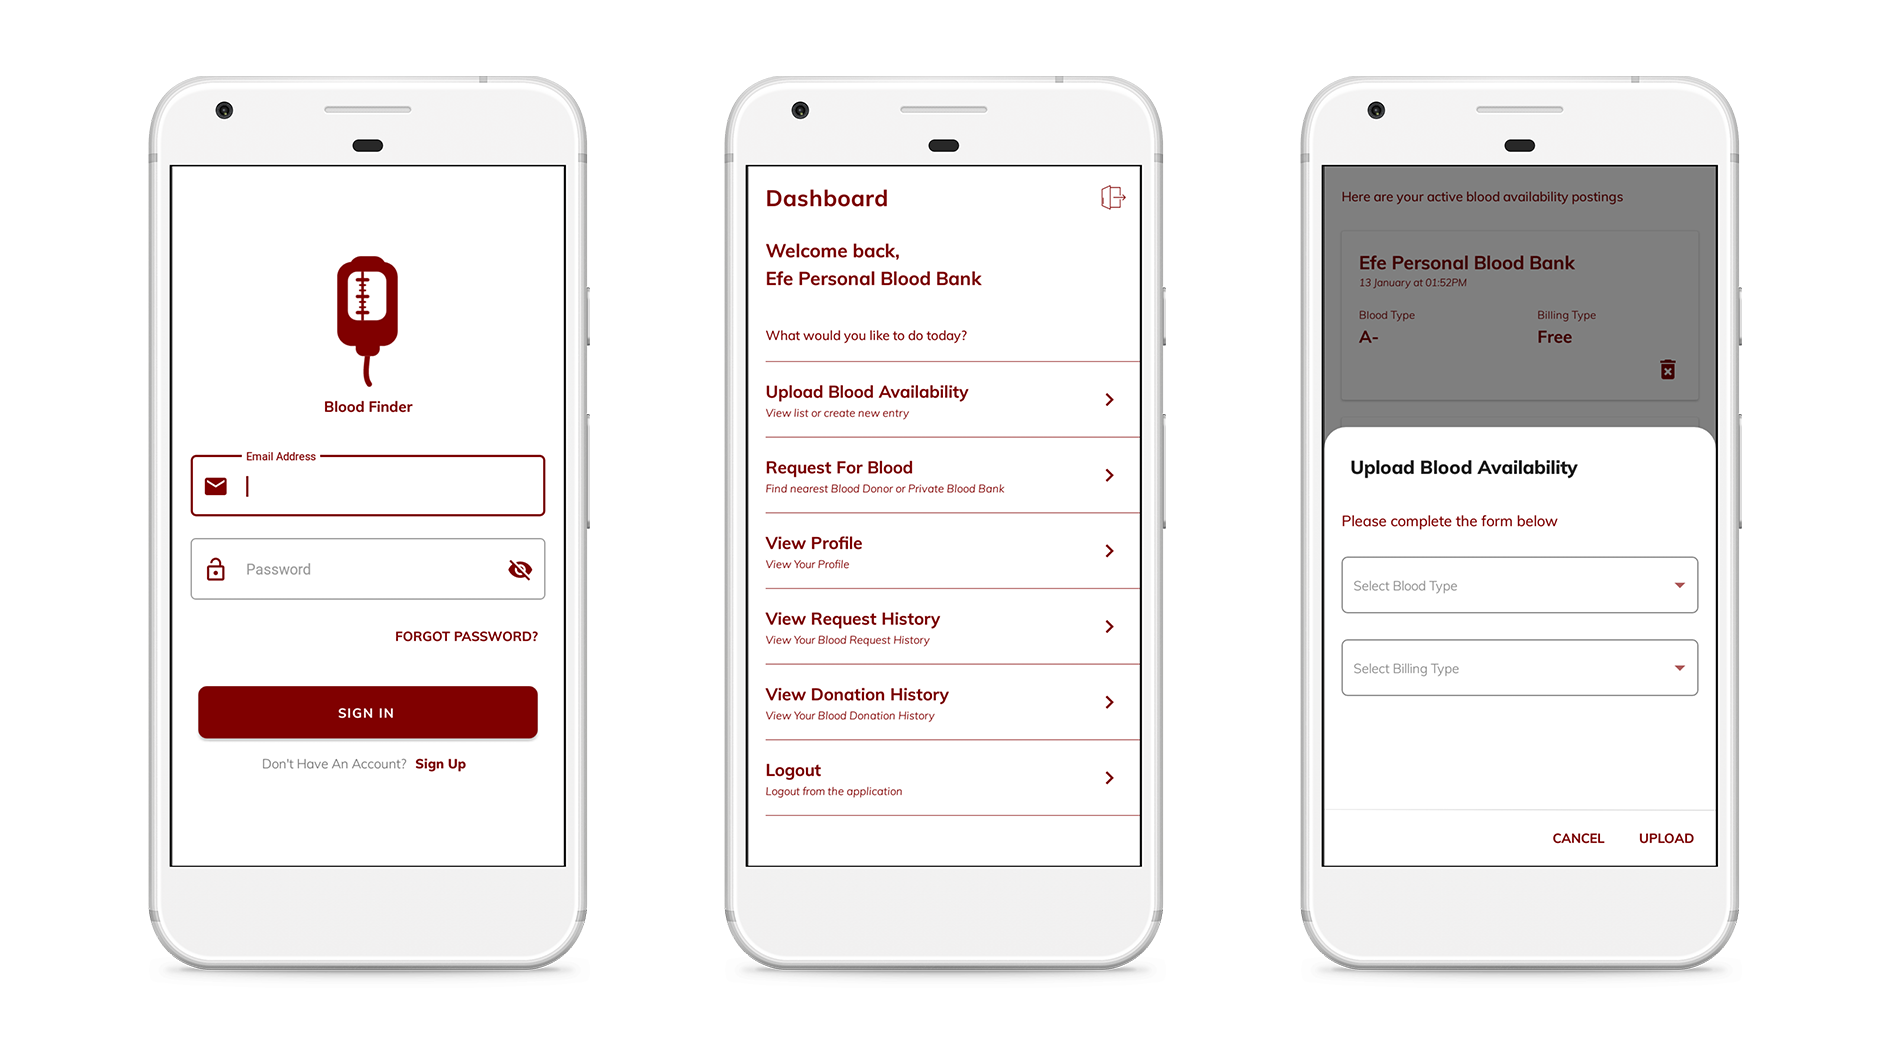 Blood Finder
Email Address
Password
FORGOT PASSWORD?
SIGN IN
Don't Have An Account? Sign Up
Dashboard
Welcome back,
Efe Personal Blood Bank
What would you like to do today?
Upload Blood Availability
View list or create new entry
Request For Blood
Find nearest Blood Donor or Private Blood Bank
View Profile
View Your Profile
View Request History
View Your Blood Request History
View Donation History
View Your Blood Donation History
Logout
Logout from the application
Here are your active blood availability postings
Efe Personal Blood Bank
13 January at 01:52PM
Blood Type Billing Type
A- Free
Upload Blood Availability
Please complete the form below
Select Blood Type
Select Billing Type
CANCEL UPLOAD